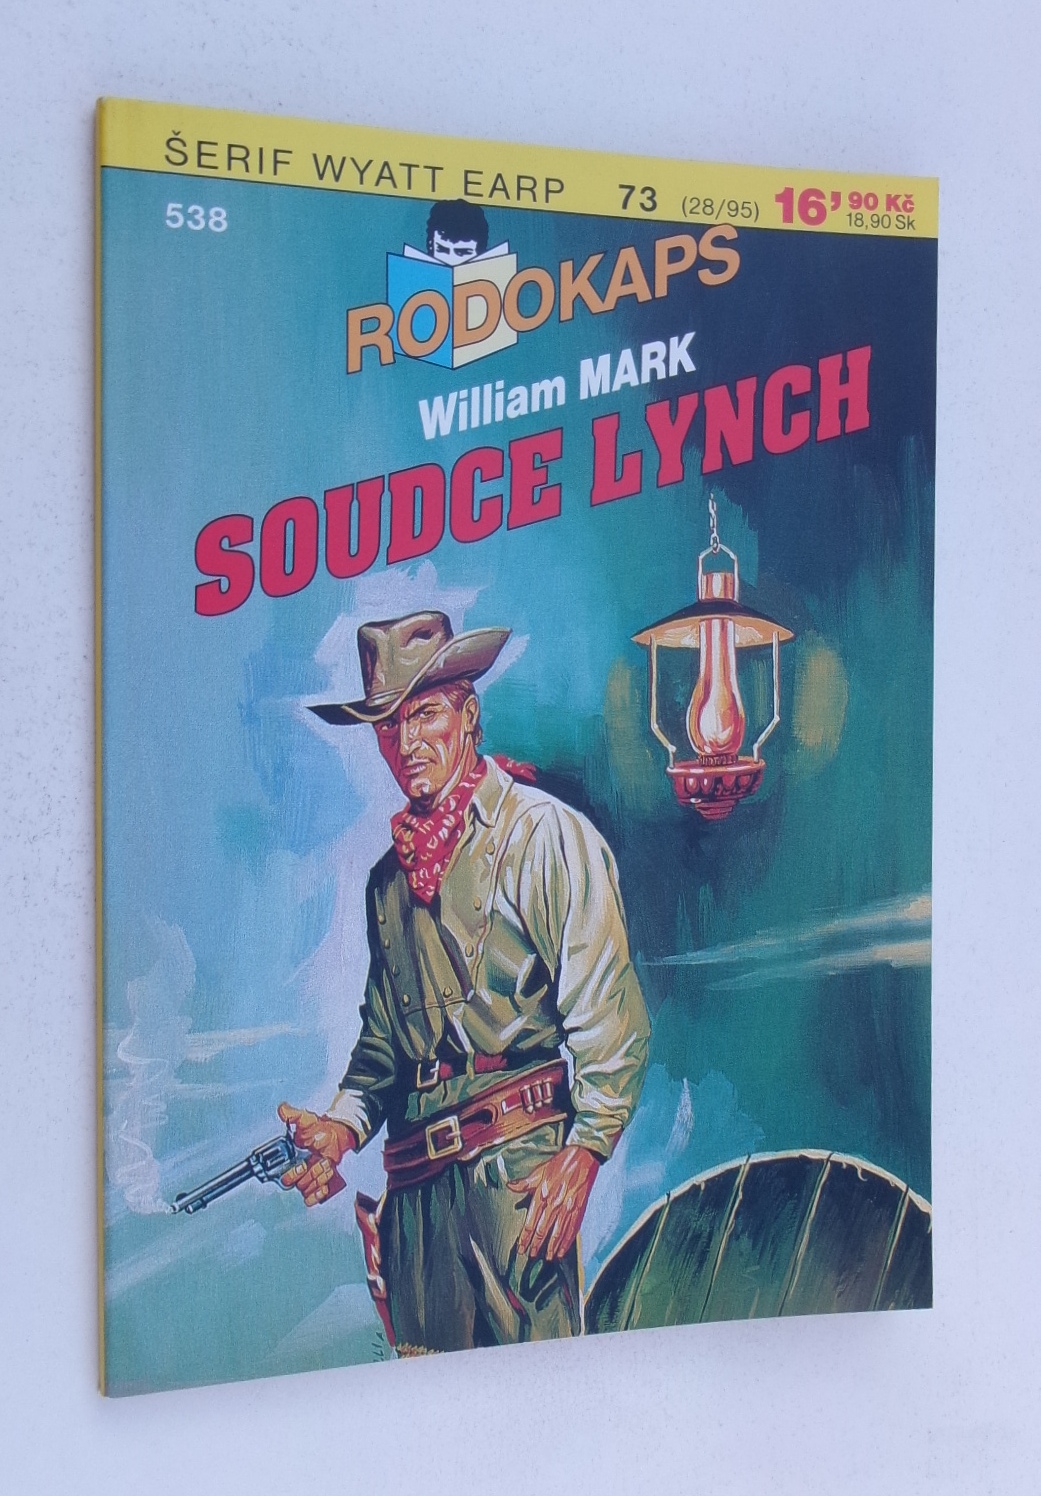 ŠERIF WYATT EARP 73 (28/95) 16,90 Kč
18,90 Sk
538
RODOKAPS
William MARK
SOUDCE LYNCH